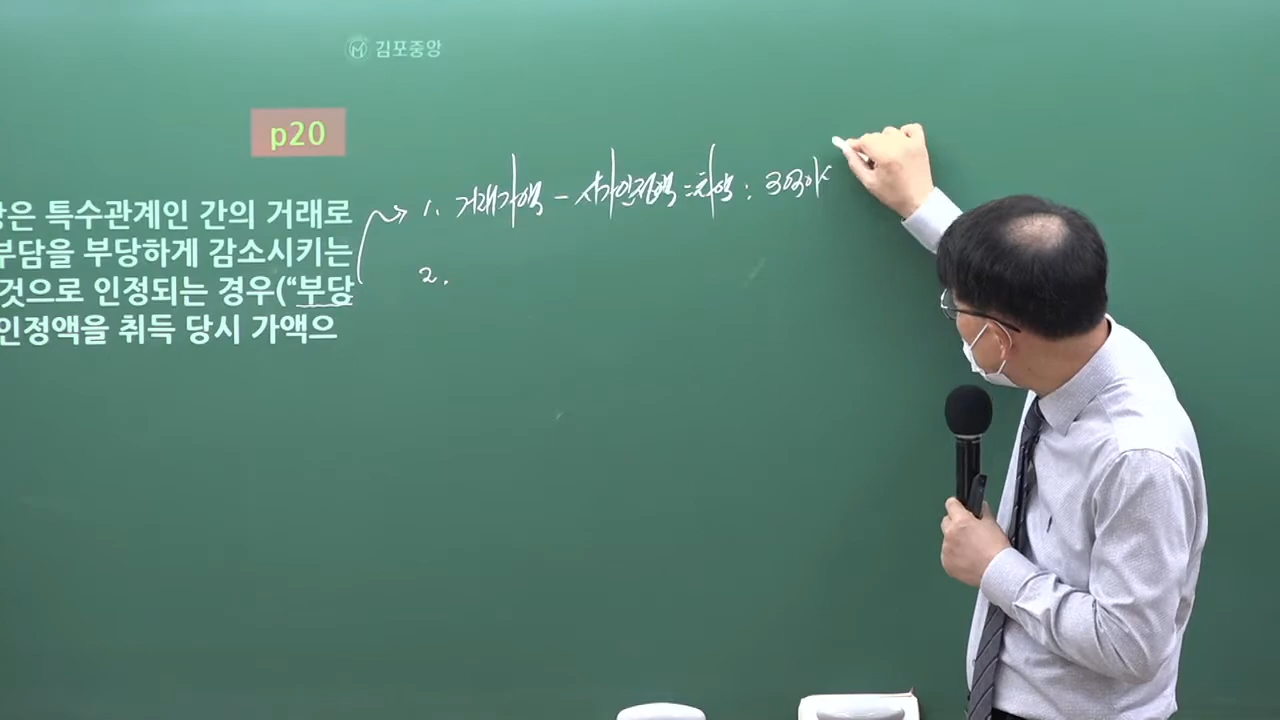 김포중앙
p20
은 특수관계인 간의 거래로
부담을 부당하게 감소시키는
것으로 인정되는 경우(“부당
인정액을 취득 당시 가액으
1. 거래가액 - 시가인정액 = 차액 : 3억이
2.